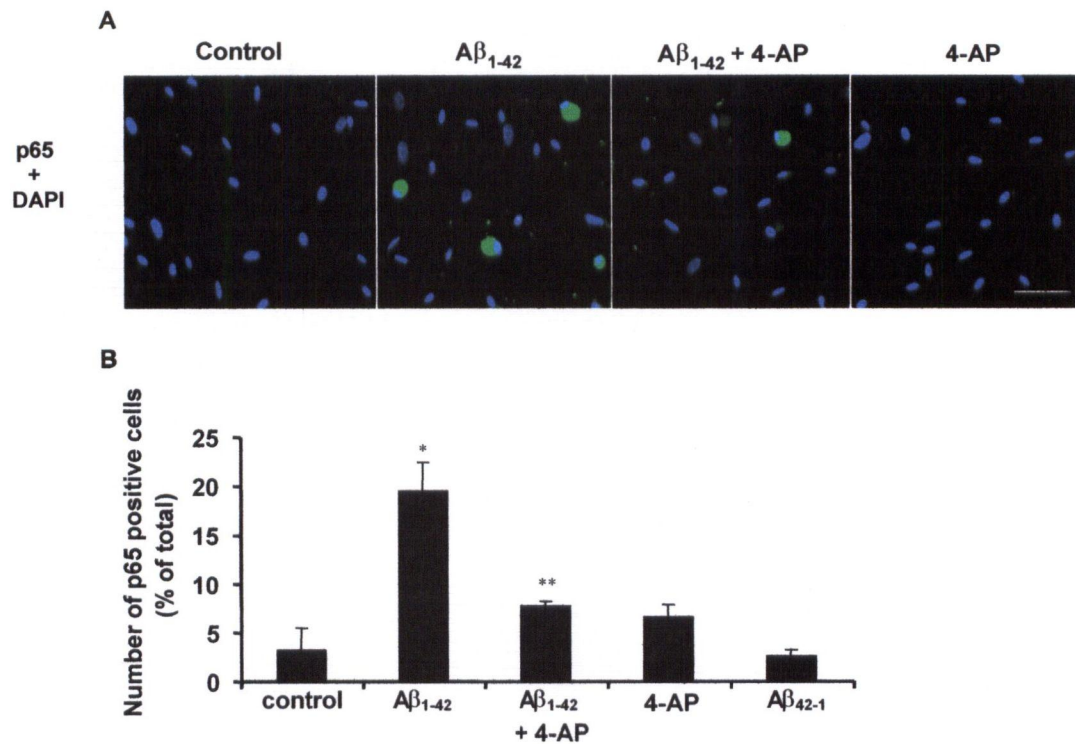 A
Control Aβ1-42 Aβ1-42 + 4-AP 4-AP
p65
+
DAPI
B
Number of p65 positive cells
(% of total)
25
20
15
10
5
0
*
**
control Aβ1-42 Aβ1-42 4-AP Aβ42-1
+ 4-AP